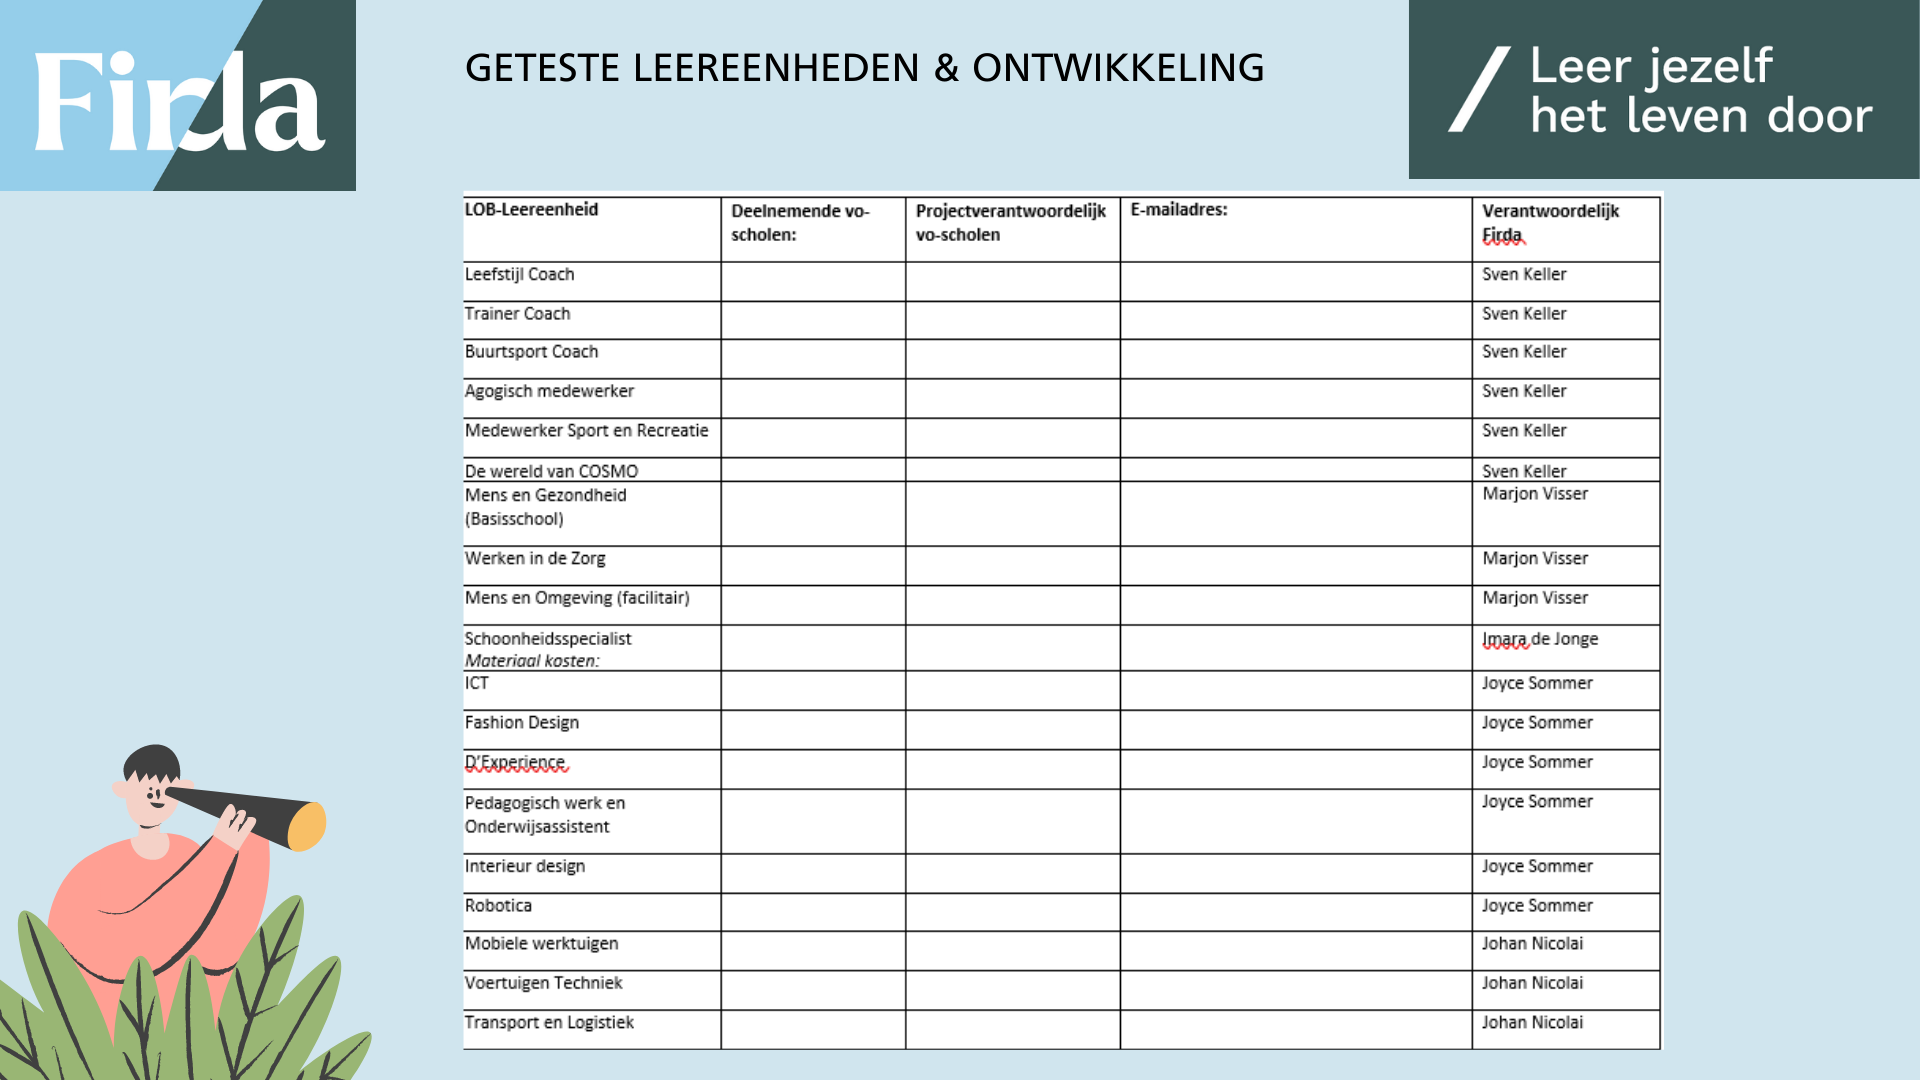 Firda
GETESTE LEEREENHEDEN & ONTWIKKELING
Leer jezelf
het leven door
LOB-Leereenheid
Deelnemende vo-
scholen:
Projectverantwoordelijk
vo-scholen
E-mailadres:
Verantwoordelijk
Firda
Leefstijl Coach
Sven Keller
Trainer Coach
Sven Keller
Buurtsport Coach
Sven Keller
Agogisch medewerker
Sven Keller
Medewerker Sport en Recreatie
Sven Keller
De wereld van COSMO
Sven Keller
Mens en Gezondheid
(Basisschool)
Marjon Visser
Werken in de Zorg
Marjon Visser
Mens en Omgeving (facilitair)
Marjon Visser
Schoonheidsspecialist
Materiaal kosten:
Imara de Jonge
ICT
Joyce Sommer
Fashion Design
Joyce Sommer
D'Experience
Joyce Sommer
Pedagogisch werk en
Onderwijsassistent
Joyce Sommer
Interieur design
Joyce Sommer
Robotica
Joyce Sommer
Mobiele werktuigen
Johan Nicolai
Voertuigen Techniek
Johan Nicolai
Transport en Logistiek
Johan Nicolai